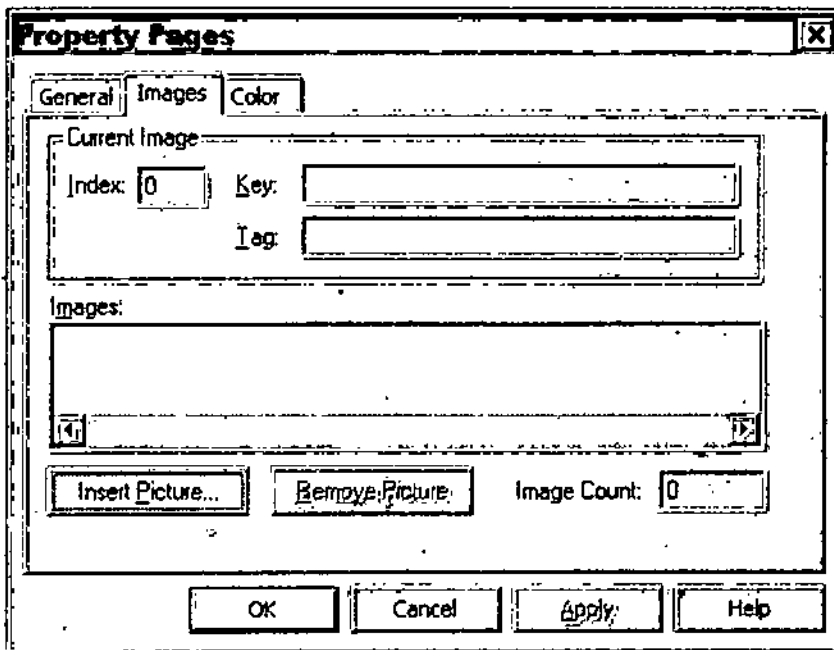 Property Pages
General Images Color
Current Image
Index: 0 Key:
Tag:
Images:
Insert Picture... Remove Picture Image Count: 0
OK Cancel Apply Help